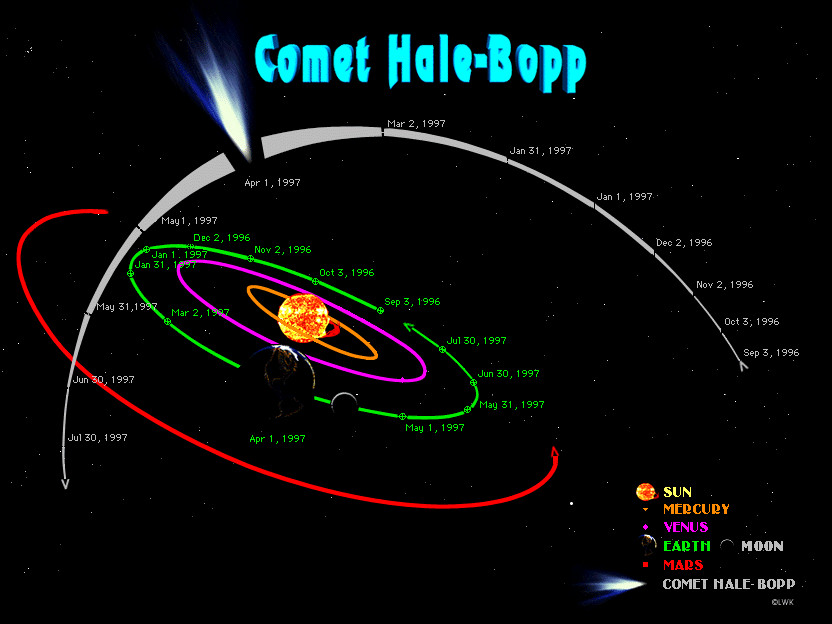 Comet Hale-Bopp
Mar 2, 1997
Jan 31, 1997
Apr 1, 1997
Jan 1, 1997
May 1, 1997
Dec 2, 1996
Dec 2, 1996
Nov 2, 1996
Jan 1, 1997
Jan 31, 1997
Oct 3, 1996
Nov 2, 1996
Sep 3, 1996
May 31, 1997
Mar 2, 1997
Oct 3, 1996
Jul 30, 1997
Sep 3, 1996
Jun 30, 1997
Jun 30, 1997
May 31, 1997
May 1, 1997
Jul 30, 1997
Apr 1, 1997
SUN
MERCURY
VENUS
EARTH MOON
MARS
COMET HALE-BOPP
©LWK